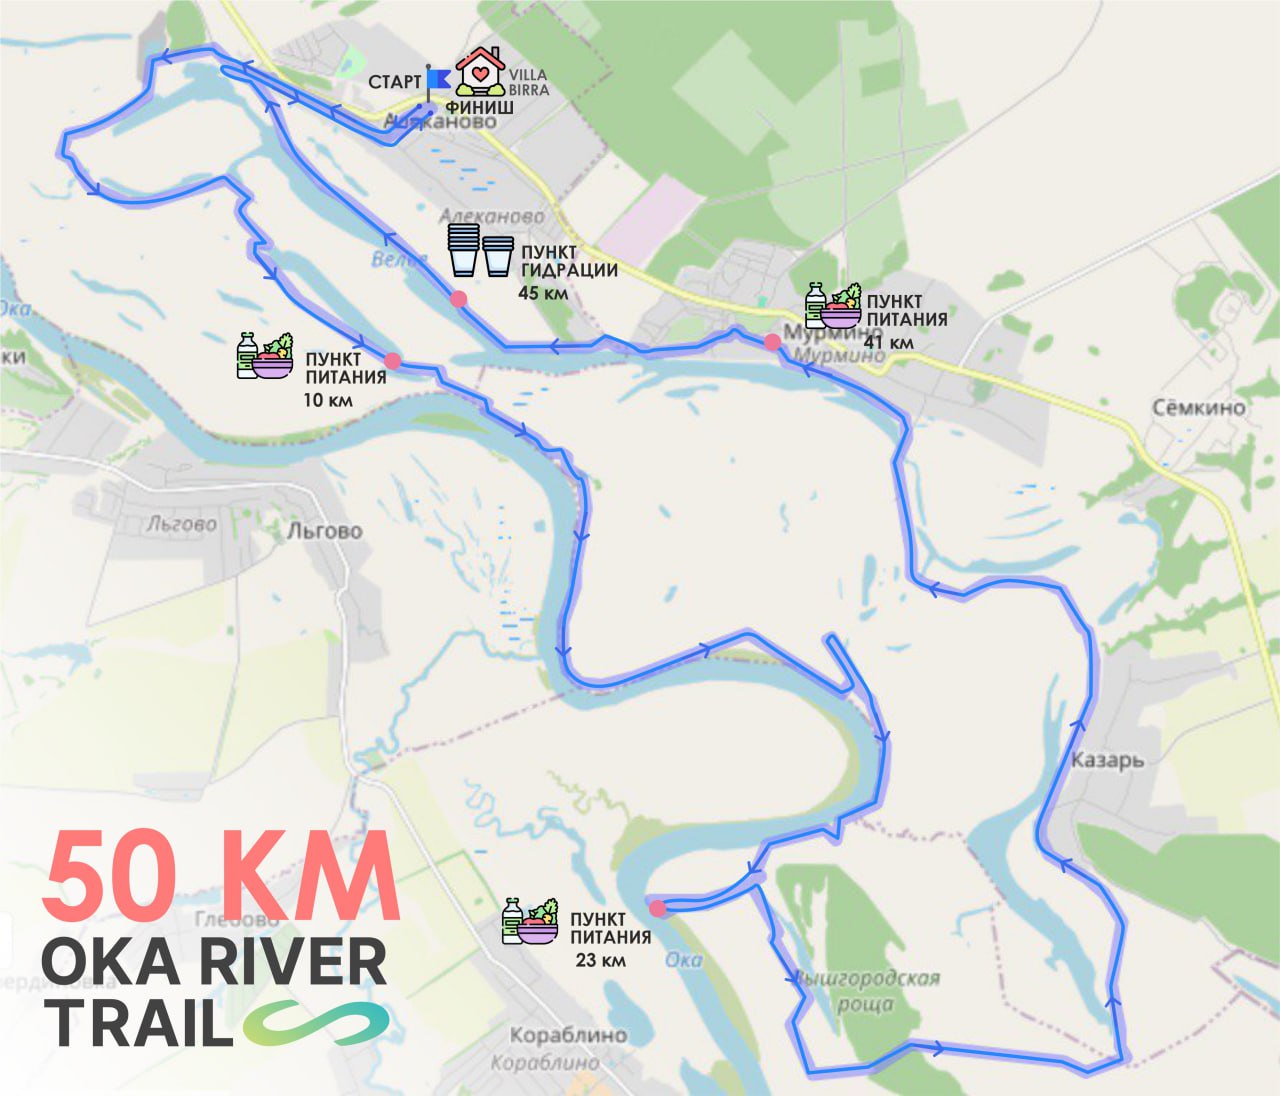 СТАРТ
VILLA
BIRRA
ФИНИШ
Алеканово
Алеканово
ПУНКТ
ГИДРАЦИИ
45 км
Велье
ПУНКТ
ПИТАНИЯ
41 км
Мурмино
Мурмино
Ока
ки
ПУНКТ
ПИТАНИЯ
10 км
Сёмкино
Льгово
Льгово
Казарь
50 KM
OKA RIVER
TRAIL
Глебово
ПУНКТ
ПИТАНИЯ
23 км
Ока
Вышгородская
роща
Кораблино
Кораблино